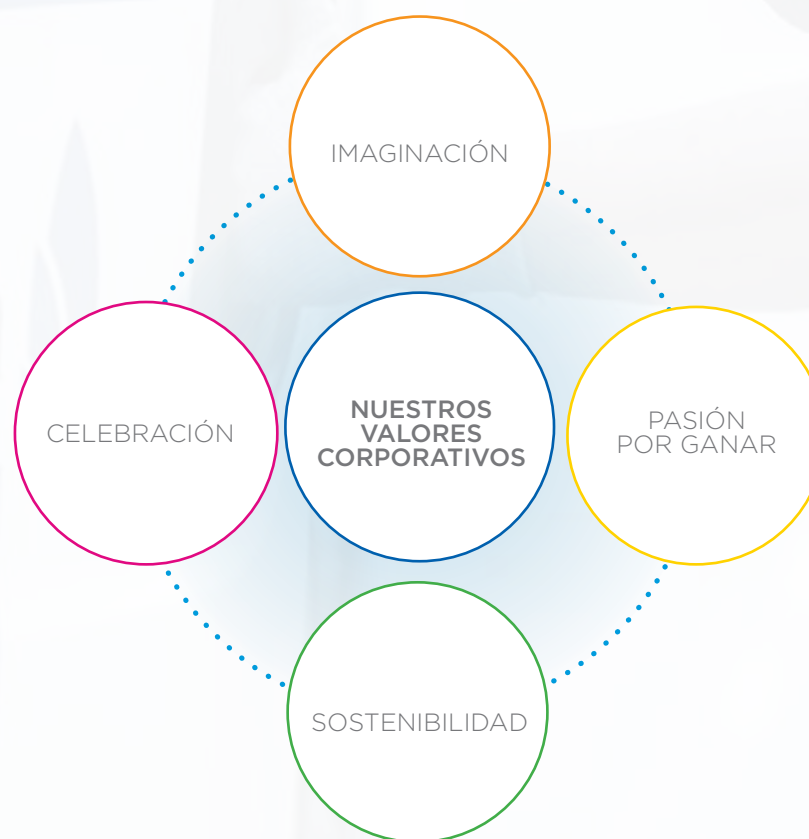 IMAGINACIÓN
CELEBRACIÓN
NUESTROS
VALORES
CORPORATIVOS
PASIÓN
POR GANAR
SOSTENIBILIDAD